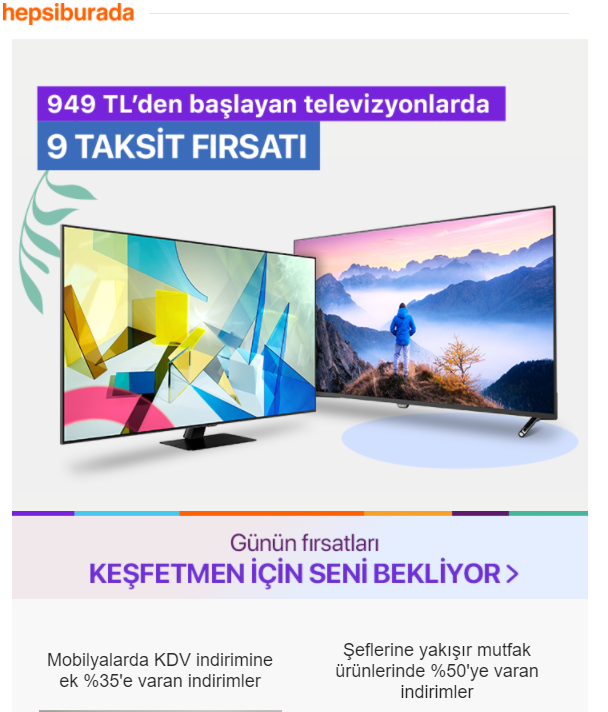 hepsiburada
949 TL’den başlayan televizyonlarda
9 TAKSİT FIRSATI
Günün fırsatları
KEŞFETMEN İÇİN SENİ BEKLİYOR >
Mobilyalarda KDV indirimine
ek %35'e varan indirimler
Şeflerine yakışır mutfak
ürünlerinde %50'ye varan
indirimler